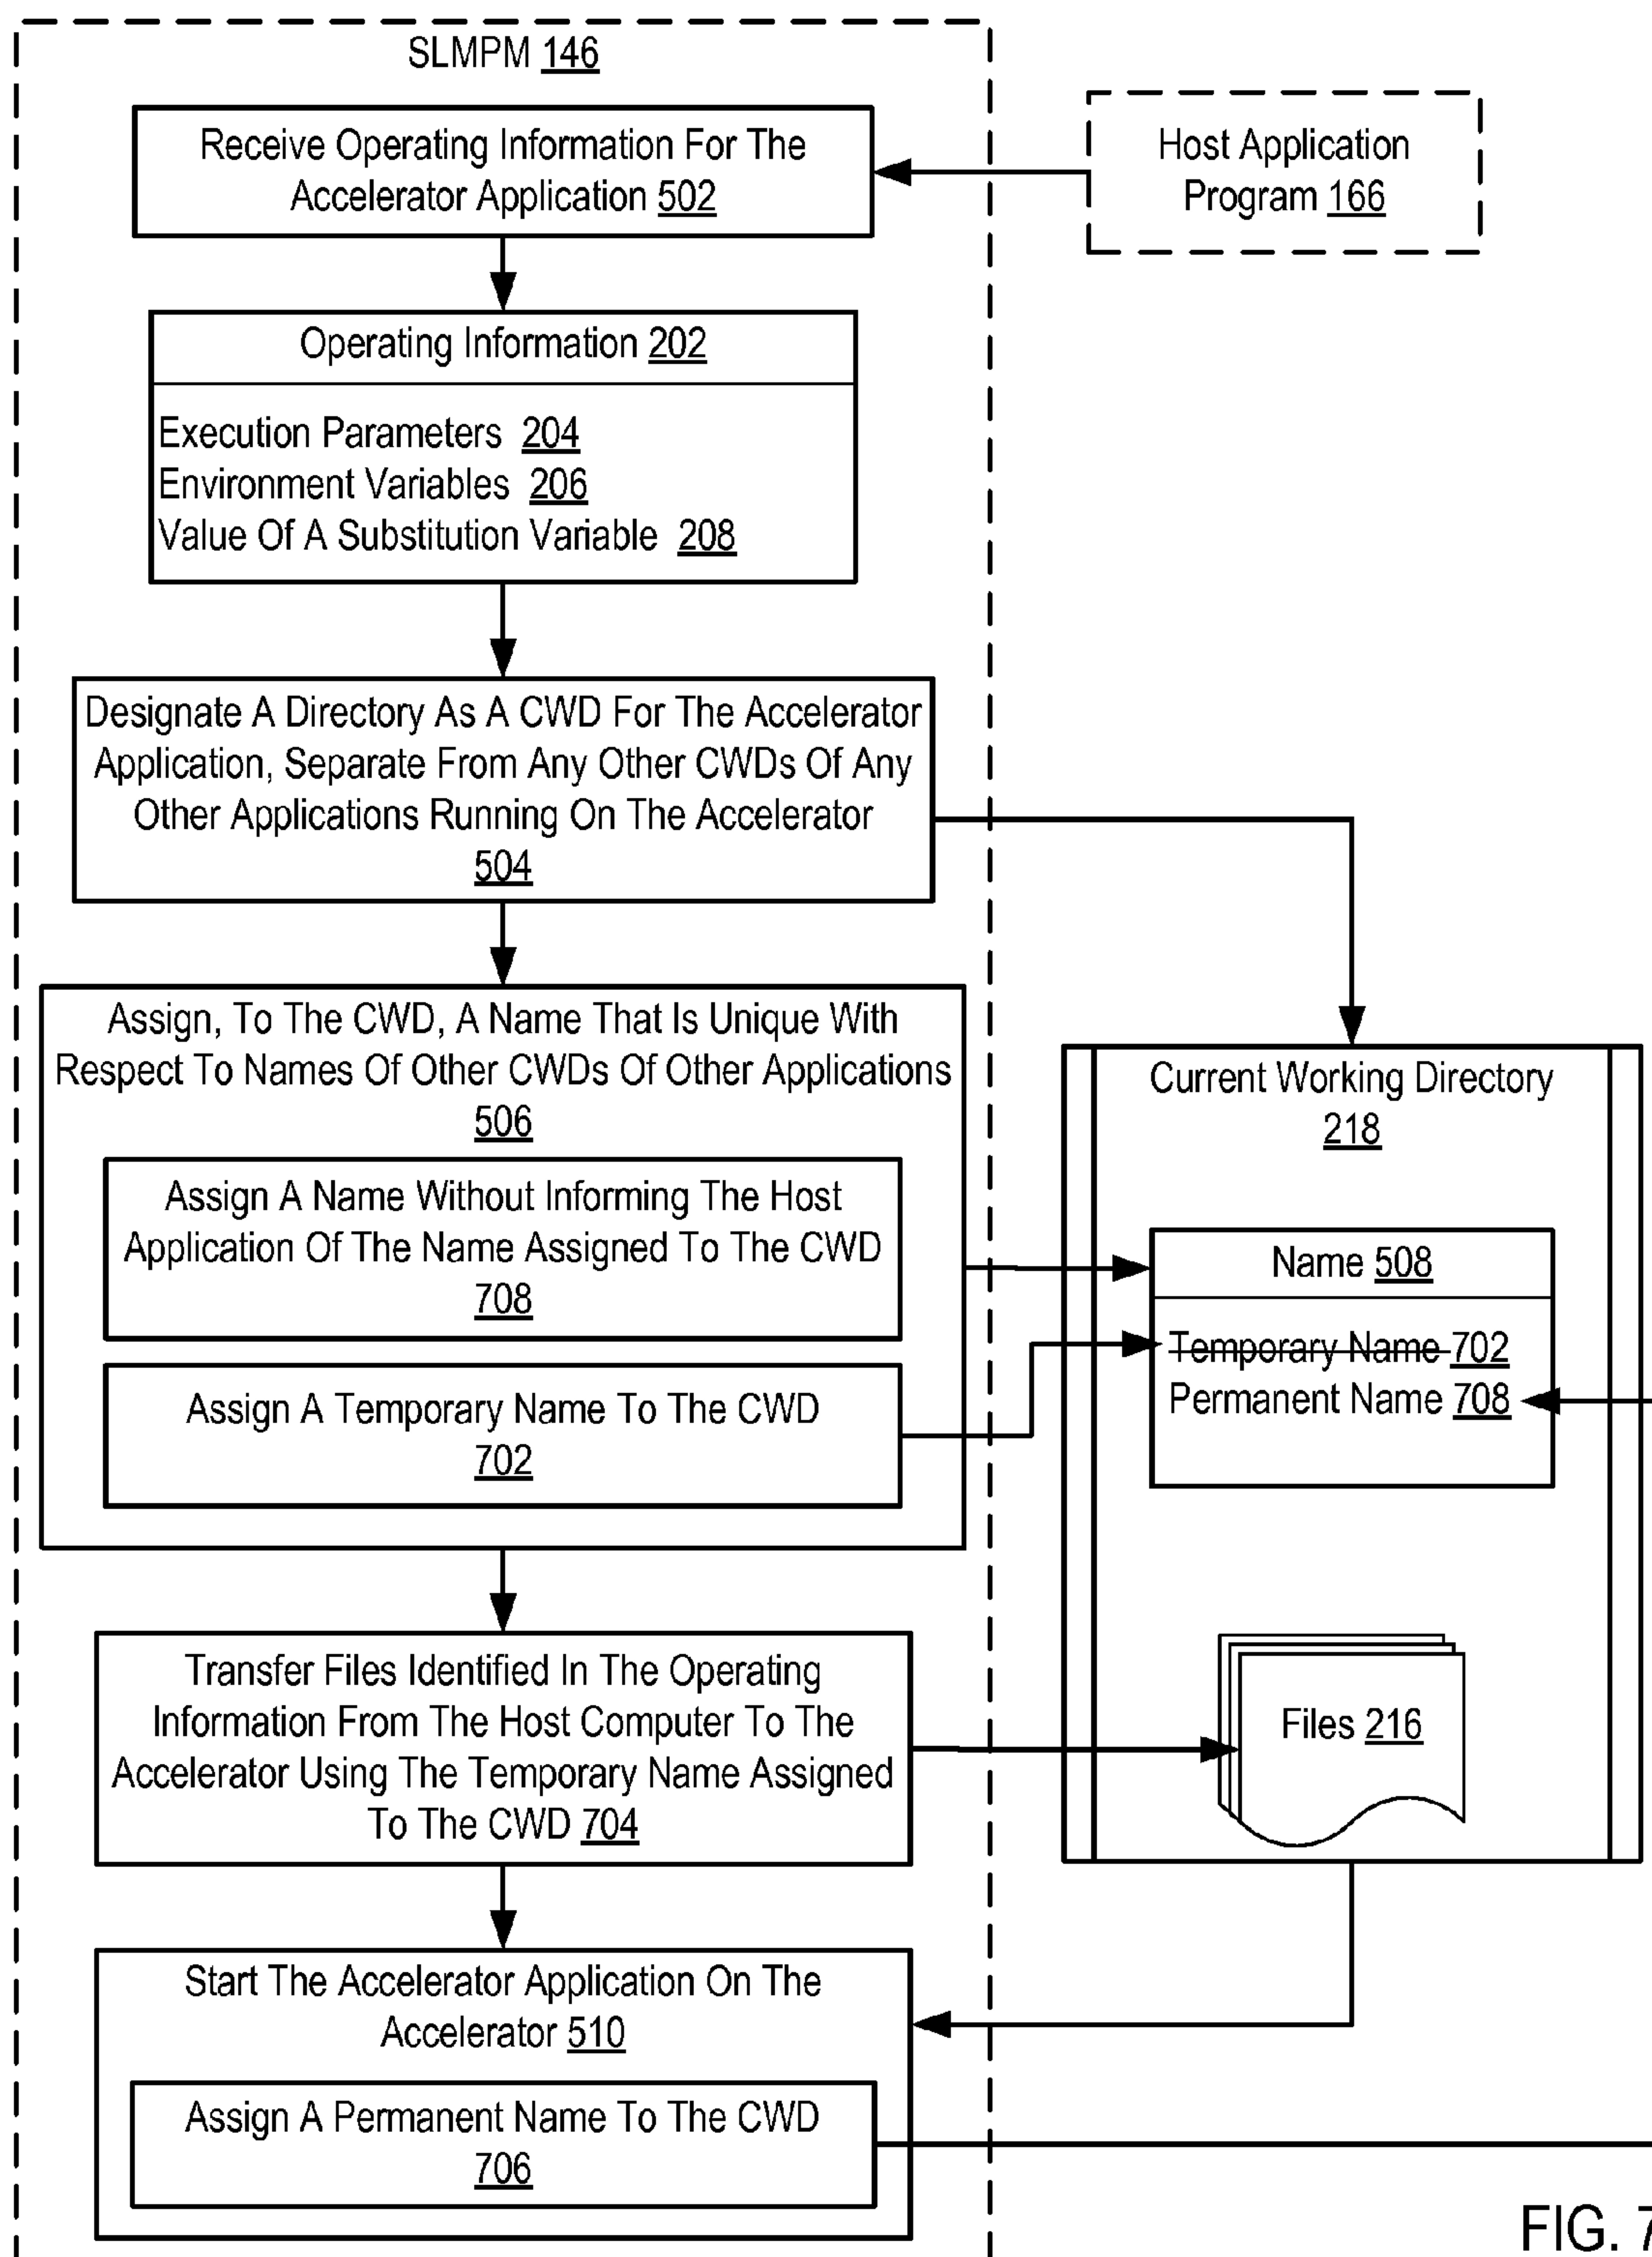 SLMPM 146
Receive Operating Information For The
Accelerator Application 502
Host Application
Program 166
Operating Information 202
Execution Parameters 204
Environment Variables 206
Value Of A Substitution Variable 208
Designate A Directory As A CWD For The Accelerator
Application, Separate From Any Other CWDs Of Any
Other Applications Running On The Accelerator
504
Assign, To The CWD, A Name That Is Unique With
Respect To Names Of Other CWDs Of Other Applications
506
Assign A Name Without Informing The Host
Application Of The Name Assigned To The CWD
708
Assign A Temporary Name To The CWD
702
Current Working Directory
218
Name 508
Temporary Name 702
Permanent Name 708
Transfer Files Identified In The Operating
Information From The Host Computer To The
Accelerator Using The Temporary Name Assigned
To The CWD 704
Files 216
Start The Accelerator Application On The
Accelerator 510
Assign A Permanent Name To The CWD
706
FIG. 7